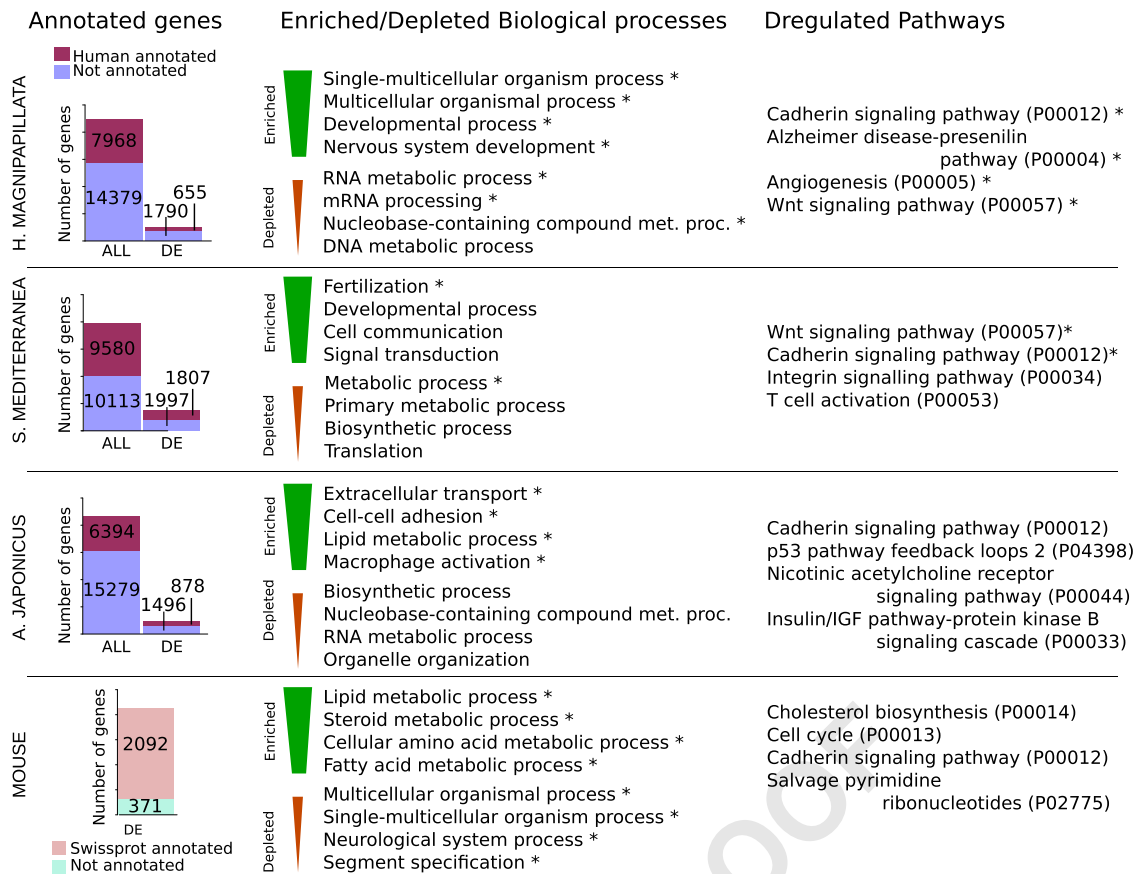 Annotated genes
Enriched/Depleted Biological processes
Dregulated Pathways
Human annotated
Not annotated
H. MAGNIPAPILLATA
Number of genes
7968
14379
1790
655
ALL
DE
Enriched
Single-multicellular organism process *
Multicellular organismal process *
Developmental process *
Nervous system development *
Depleted
RNA metabolic process *
mRNA processing *
Nucleobase-containing compound met. proc. *
DNA metabolic process
Cadherin signaling pathway (P00012) *
Alzheimer disease-presenilin
pathway (P00004) *
Angiogenesis (P00005) *
Wnt signaling pathway (P00057) *
S. MEDITERRANEA
Number of genes
9580
10113
1997
1807
ALL
DE
Enriched
Fertilization *
Developmental process
Cell communication
Signal transduction
Depleted
Metabolic process *
Primary metabolic process
Biosynthetic process
Translation
Wnt signaling pathway (P00057)*
Cadherin signaling pathway (P00012)*
Integrin signalling pathway (P00034)
T cell activation (P00053)
A. JAPONICUS
Number of genes
6394
15279
1496
878
ALL
DE
Enriched
Extracellular transport *
Cell-cell adhesion *
Lipid metabolic process *
Macrophage activation *
Depleted
Biosynthetic process
Nucleobase-containing compound met. proc.
RNA metabolic process
Organelle organization
Cadherin signaling pathway (P00012)
p53 pathway feedback loops 2 (P04398)
Nicotinic acetylcholine receptor
signaling pathway (P00044)
Insulin/IGF pathway-protein kinase B
signaling cascade (P00033)
MOUSE
Number of genes
2092
371
DE
Swissprot annotated
Not annotated
Enriched
Lipid metabolic process *
Steroid metabolic process *
Cellular amino acid metabolic process *
Fatty acid metabolic process *
Depleted
Multicellular organismal process *
Single-multicellular organism process *
Neurological system process *
Segment specification *
Cholesterol biosynthesis (P00014)
Cell cycle (P00013)
Cadherin signaling pathway (P00012)
Salvage pyrimidine
ribonucleotides (P02775)
OOF